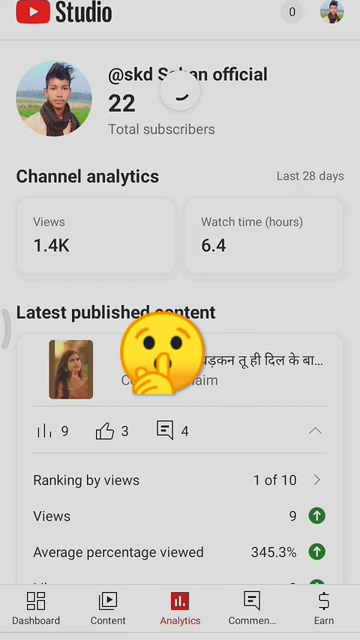 Studio
0
@skd official
22
Total subscribers
Channel analytics
Last 28 days
Views
1.4K
Watch time (hours)
6.4
Latest published content
तू ही दिल के बा...
9
3
4
Ranking by views
1 of 10
Views
9
Average percentage viewed
345.3%
Dashboard
Content
Analytics
Commen...
Earn